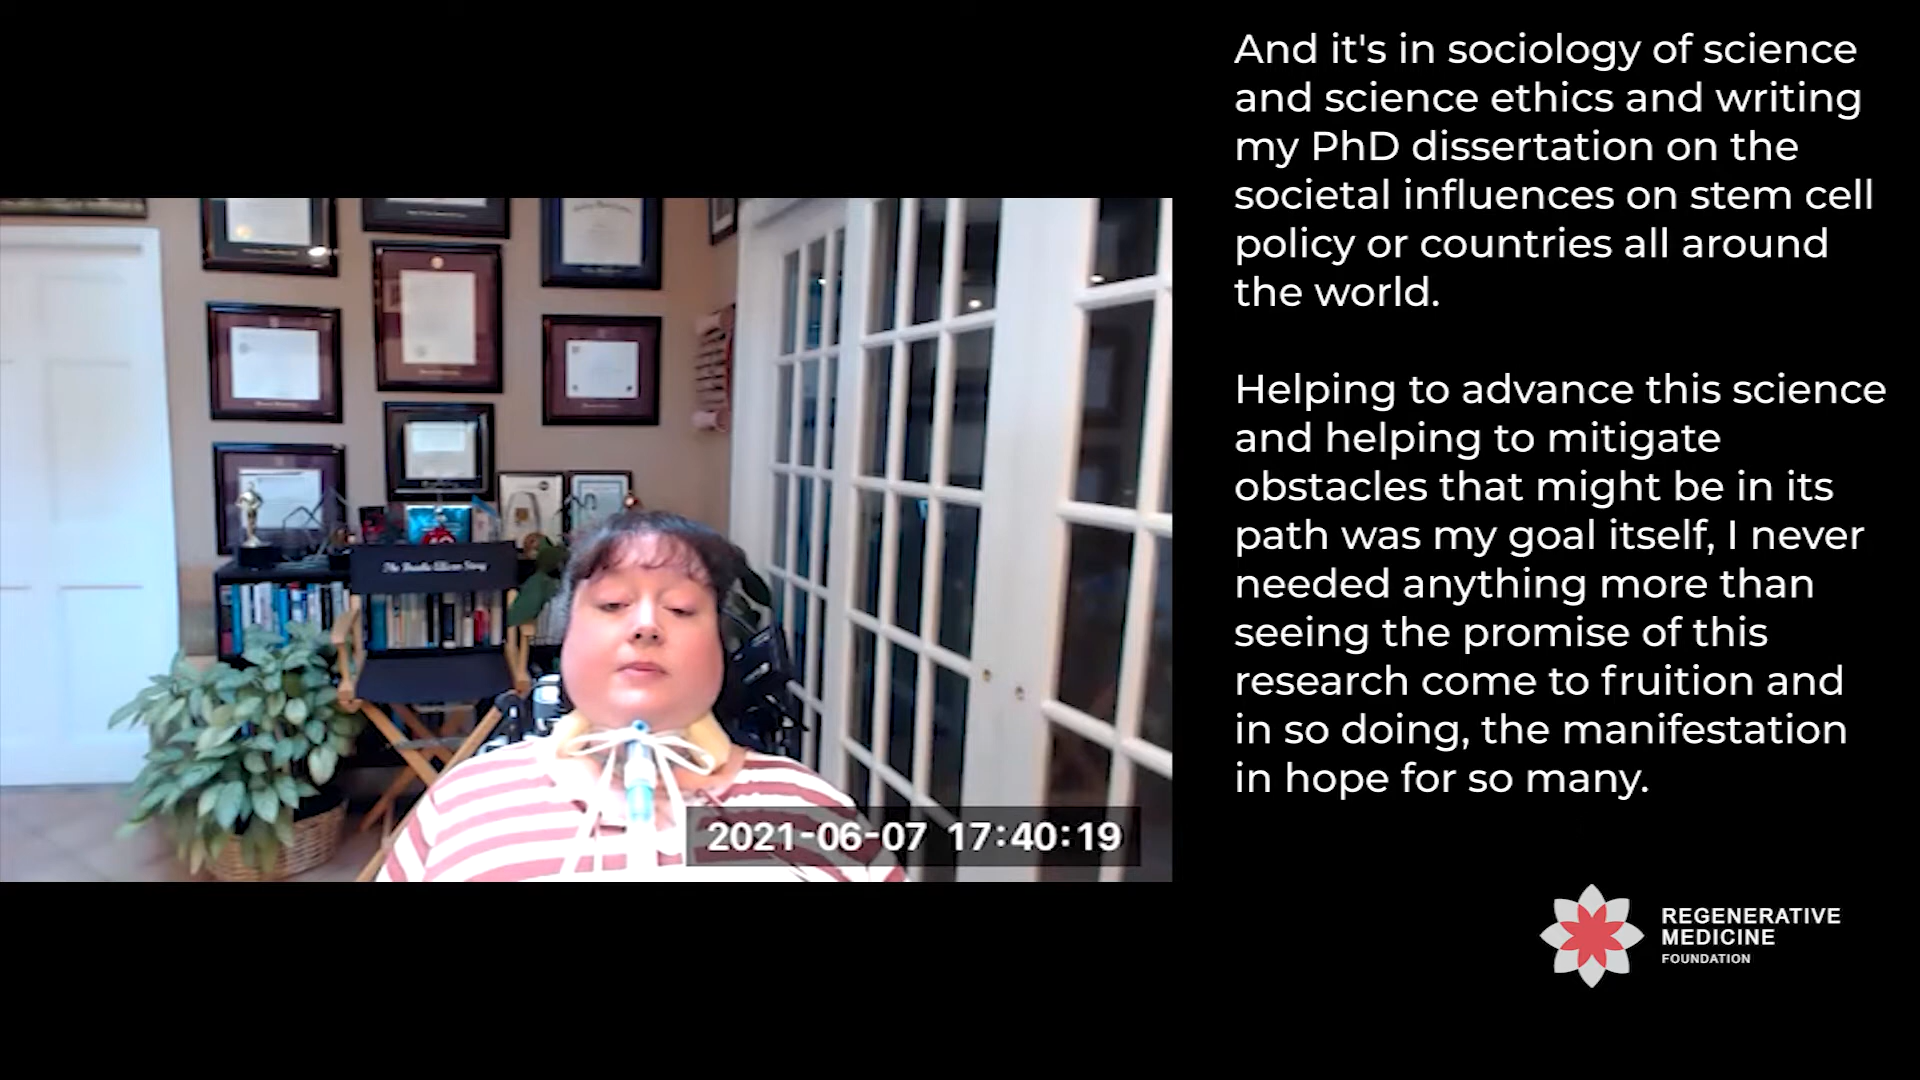 And it's in sociology of science
and science ethics and writing
my PhD dissertation on the
societal influences on stem cell
policy or countries all around
the world.
Helping to advance this science
and helping to mitigate
obstacles that might be in its
path was my goal itself, I never
needed anything more than
seeing the promise of this
research come to fruition and
in so doing, the manifestation
in hope for so many.
The Brooke Ellison Story
2021-06-07 17:40:19
REGENERATIVE
MEDICINE
FOUNDATION